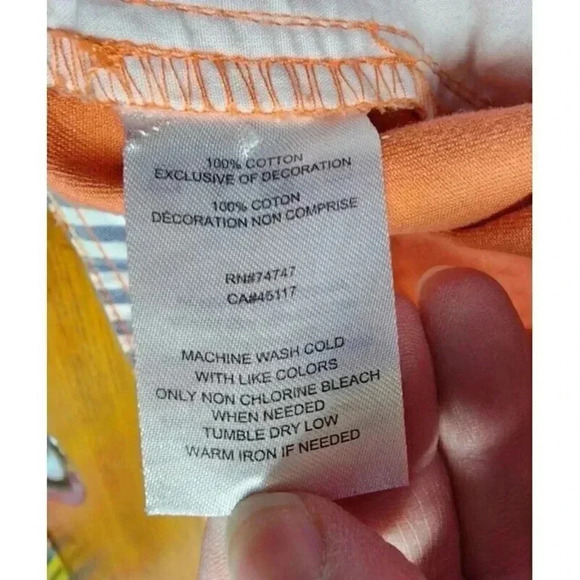 100% COTTON
EXCLUSIVE OF DECORATION
100% COTON
DÉCORATION NON COMPRISE
RN#74747
CA#45117
MACHINE WASH COLD
WITH LIKE COLORS
ONLY NON CHLORINE BLEACH
WHEN NEEDED
TUMBLE DRY LOW
WARM IRON IF NEEDED